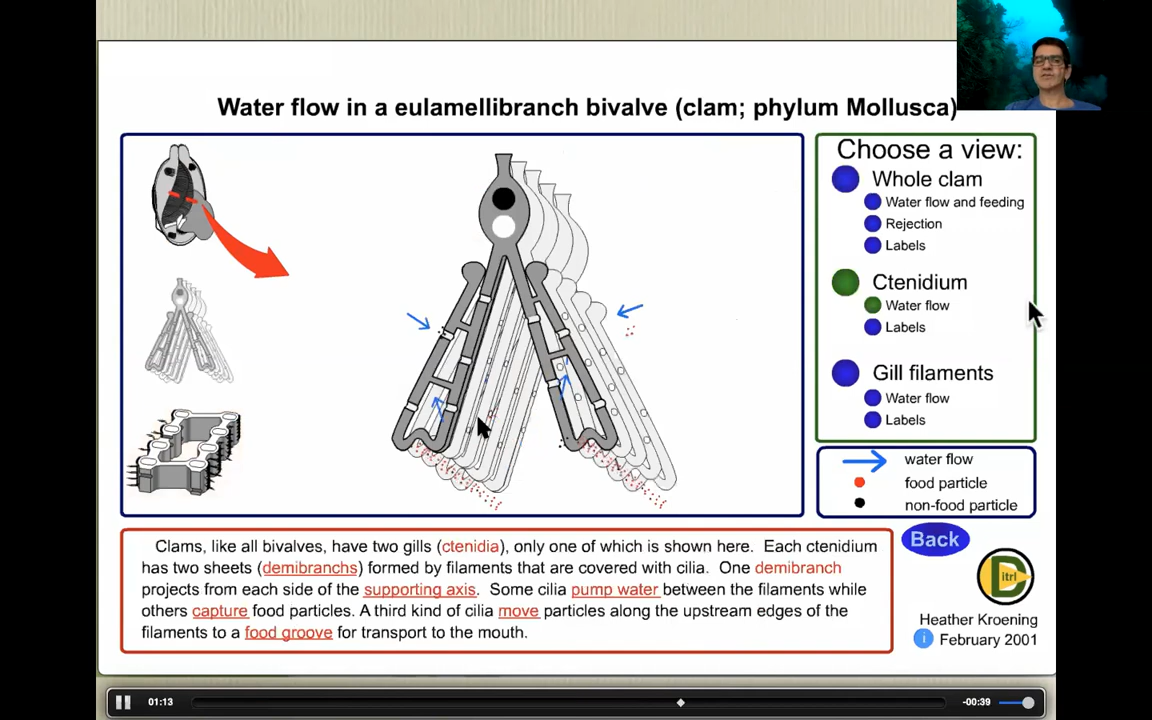 Water flow in a eulamellibranch bivalve (clam; phylum Mollusca)
Choose a view:
Whole clam
Water flow and feeding
Rejection
Labels
Ctenidium
Water flow
Labels
Gill filaments
Water flow
Labels
water flow
food particle
non-food particle
Clams, like all bivalves, have two gills (ctenidia), only one of which is shown here. Each ctenidium
has two sheets (demibranchs) formed by filaments that are covered with cilia. One demibranch
projects from each side of the supporting axis. Some cilia pump water between the filaments while
others capture food particles. A third kind of cilia move particles along the upstream edges of the
filaments to a food groove for transport to the mouth.
Back
D
itrl
Heather Kroening
i February 2001
01:13
-00:39